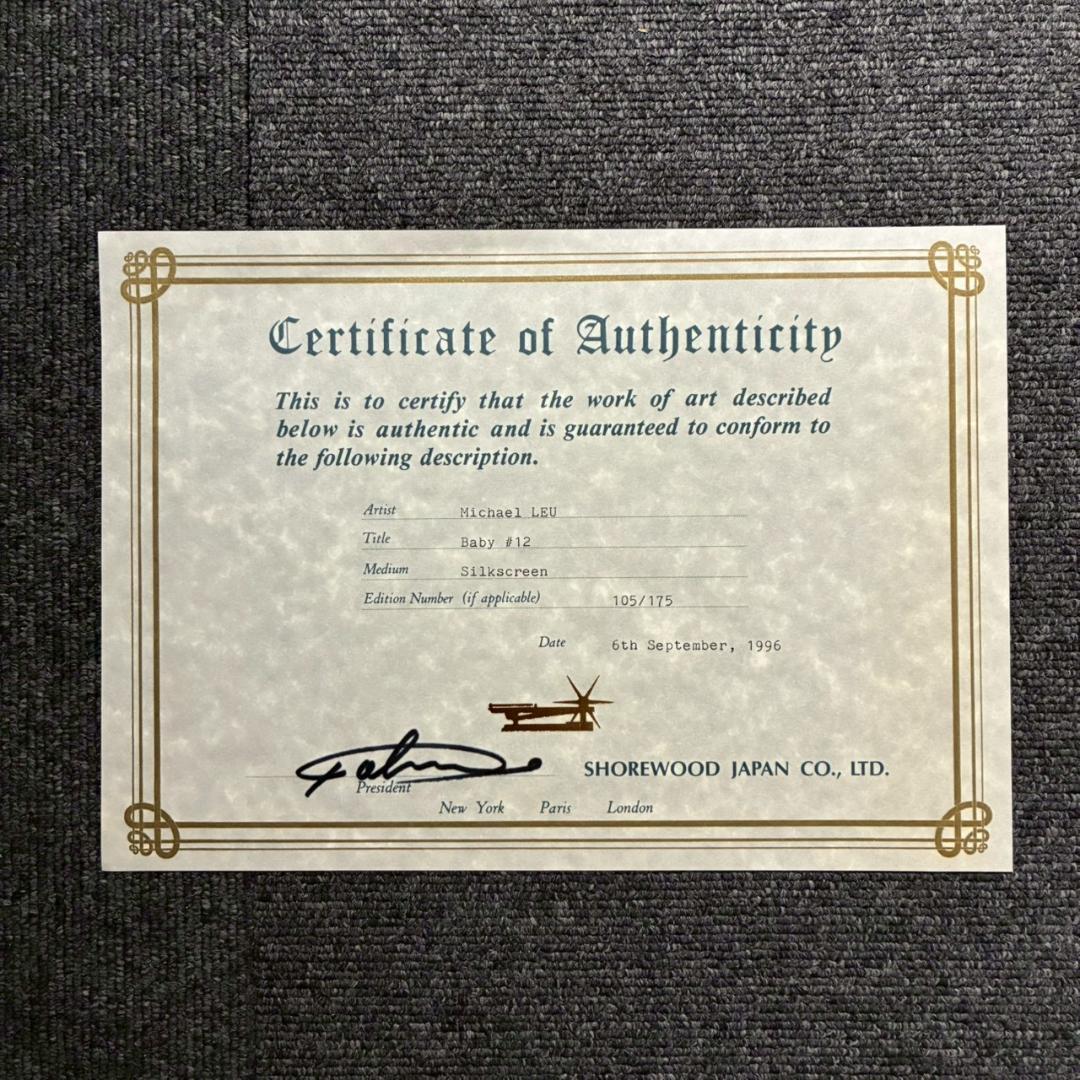 Certificate of Authenticity
This is to certify that the work of art described
below is authentic and is guaranteed to conform to
the following description.
Artist Michael LEU
Title Baby #12
Medium Silkscreen
Edition Number (if applicable) 105/175
Date 6th September, 1996
SHOREWOOD JAPAN CO., LTD.
President
New York Paris London